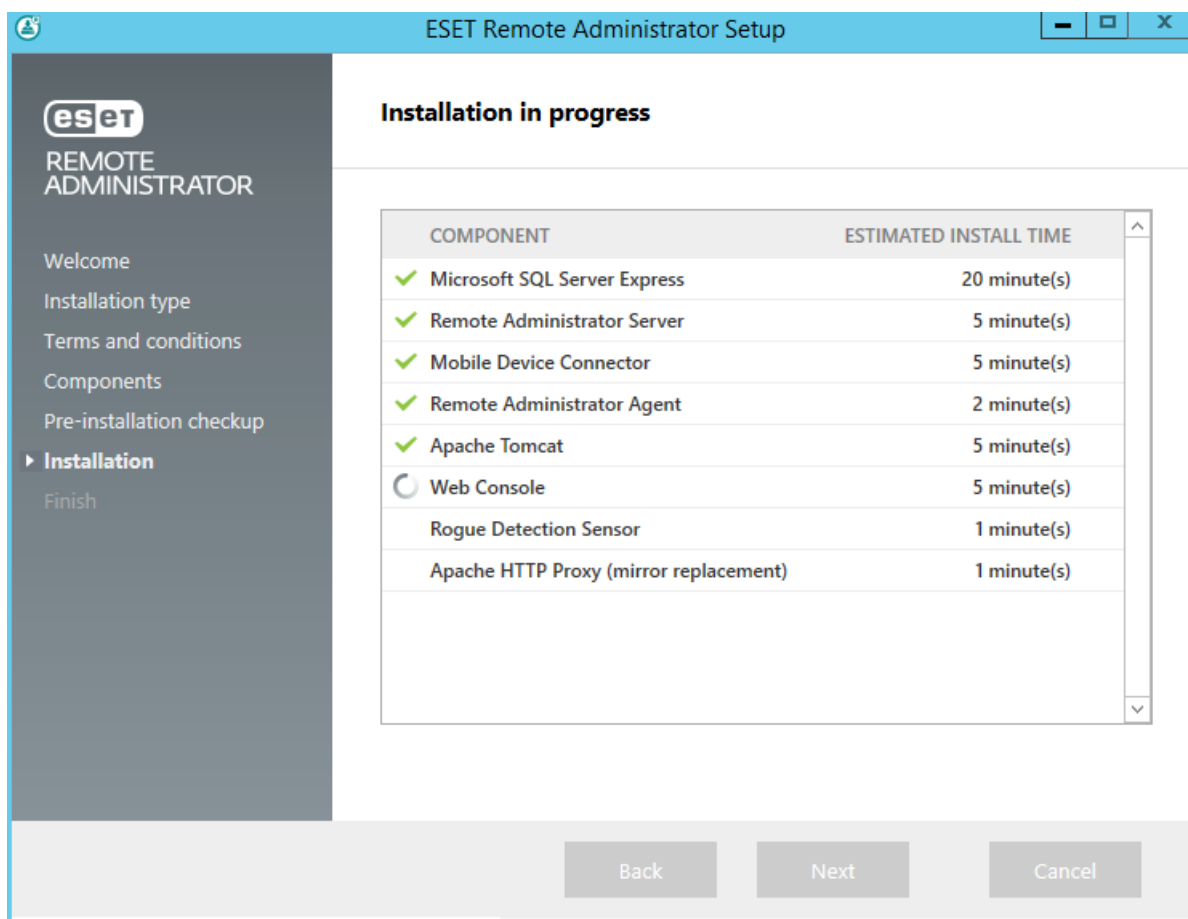 ESET Remote Administrator Setup
eset
REMOTE
ADMINISTRATOR
Welcome
Installation type
Terms and conditions
Components
Pre-installation checkup
Installation
Finish
Installation in progress
COMPONENT ESTIMATED INSTALL TIME
Microsoft SQL Server Express 20 minute(s)
Remote Administrator Server 5 minute(s)
Mobile Device Connector 5 minute(s)
Remote Administrator Agent 2 minute(s)
Apache Tomcat 5 minute(s)
Web Console 5 minute(s)
Rogue Detection Sensor 1 minute(s)
Apache HTTP Proxy (mirror replacement) 1 minute(s)
Back Next Cancel